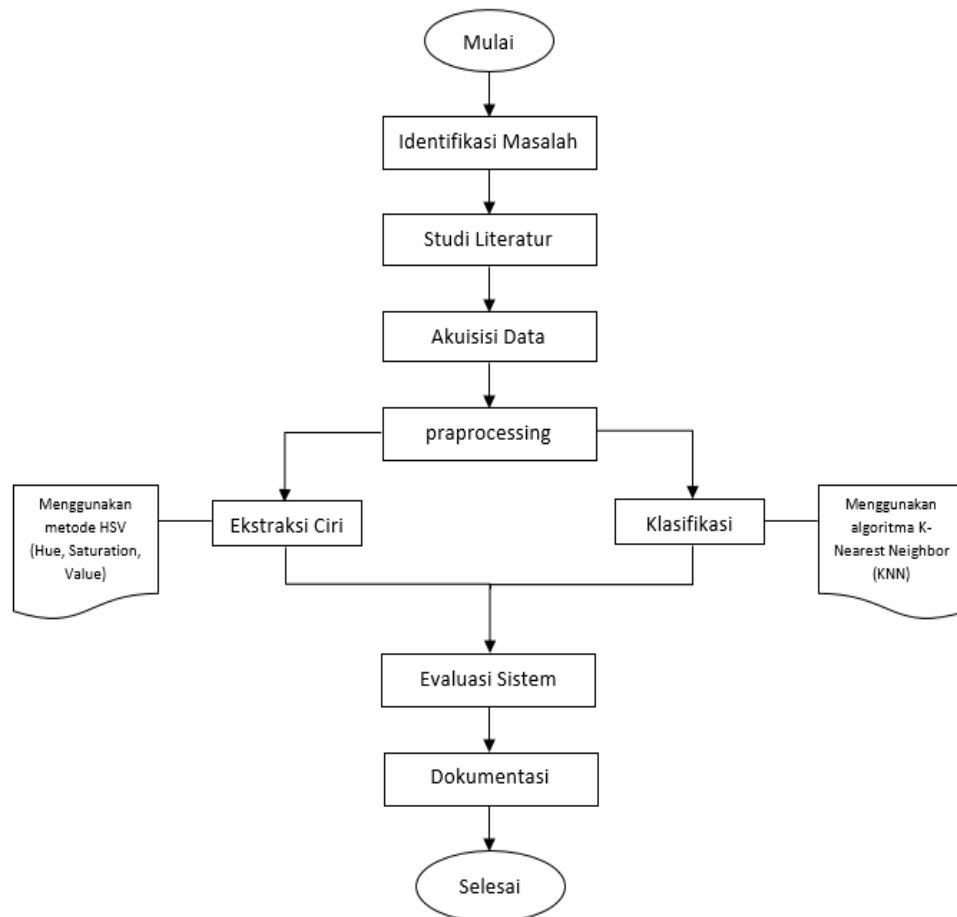 Mulai
Identifikasi Masalah
Studi Literatur
Akuisisi Data
praprocessing
Menggunakan
metode HSV
(Hue, Saturation,
Value)
Ekstraksi Ciri
Klasifikasi
Menggunakan
algoritma K-
Nearest Neighbor
(KNN)
Evaluasi Sistem
Dokumentasi
Selesai